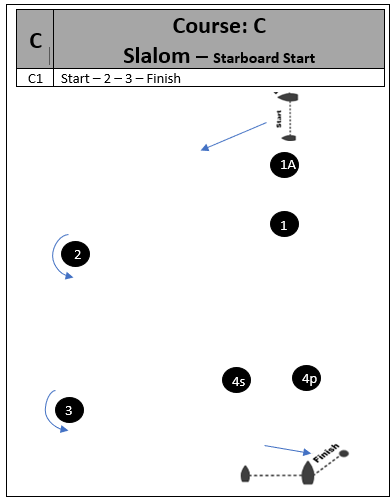 Course: C
C
Slalom – Starboard Start
C1 Start – 2 – 3 – Finish
Start
1A
1
2
4s 4p
3
Finish